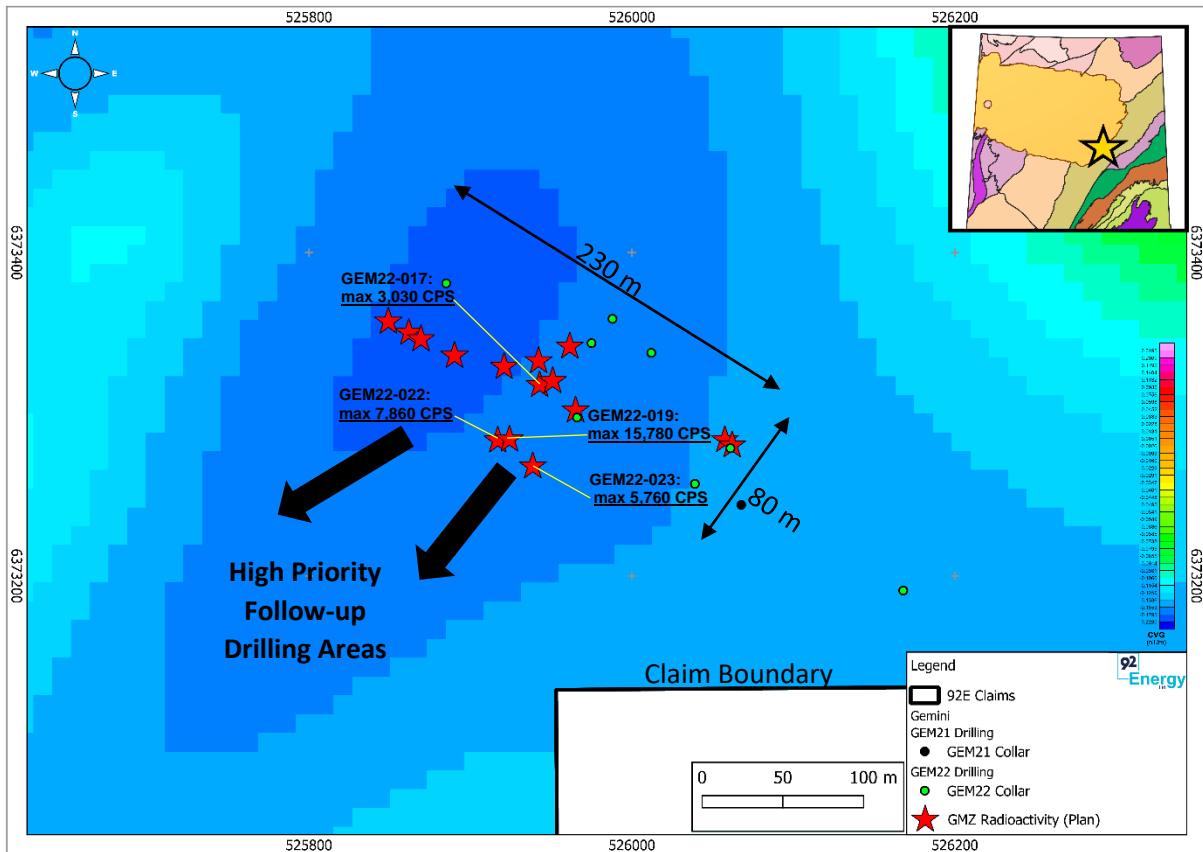 525800
526000
526200
N
W
E
S
6373400
6373400
230 m
GEM22-017:
max 3,030 CPS
GEM22-022:
max 7,860 CPS
GEM22-019:
max 15,780 CPS
GEM22-023:
max 5,760 CPS
80 m
High Priority
Follow-up
Drilling Areas
6373200
6373200
CVG
Claim Boundary
Legend
92
Energy
92E Claims
Gemini
GEM21 Drilling
GEM21 Collar
GEM22 Drilling
GEM22 Collar
GMZ Radioactivity (Plan)
0
50
100 m
525800
526000
526200